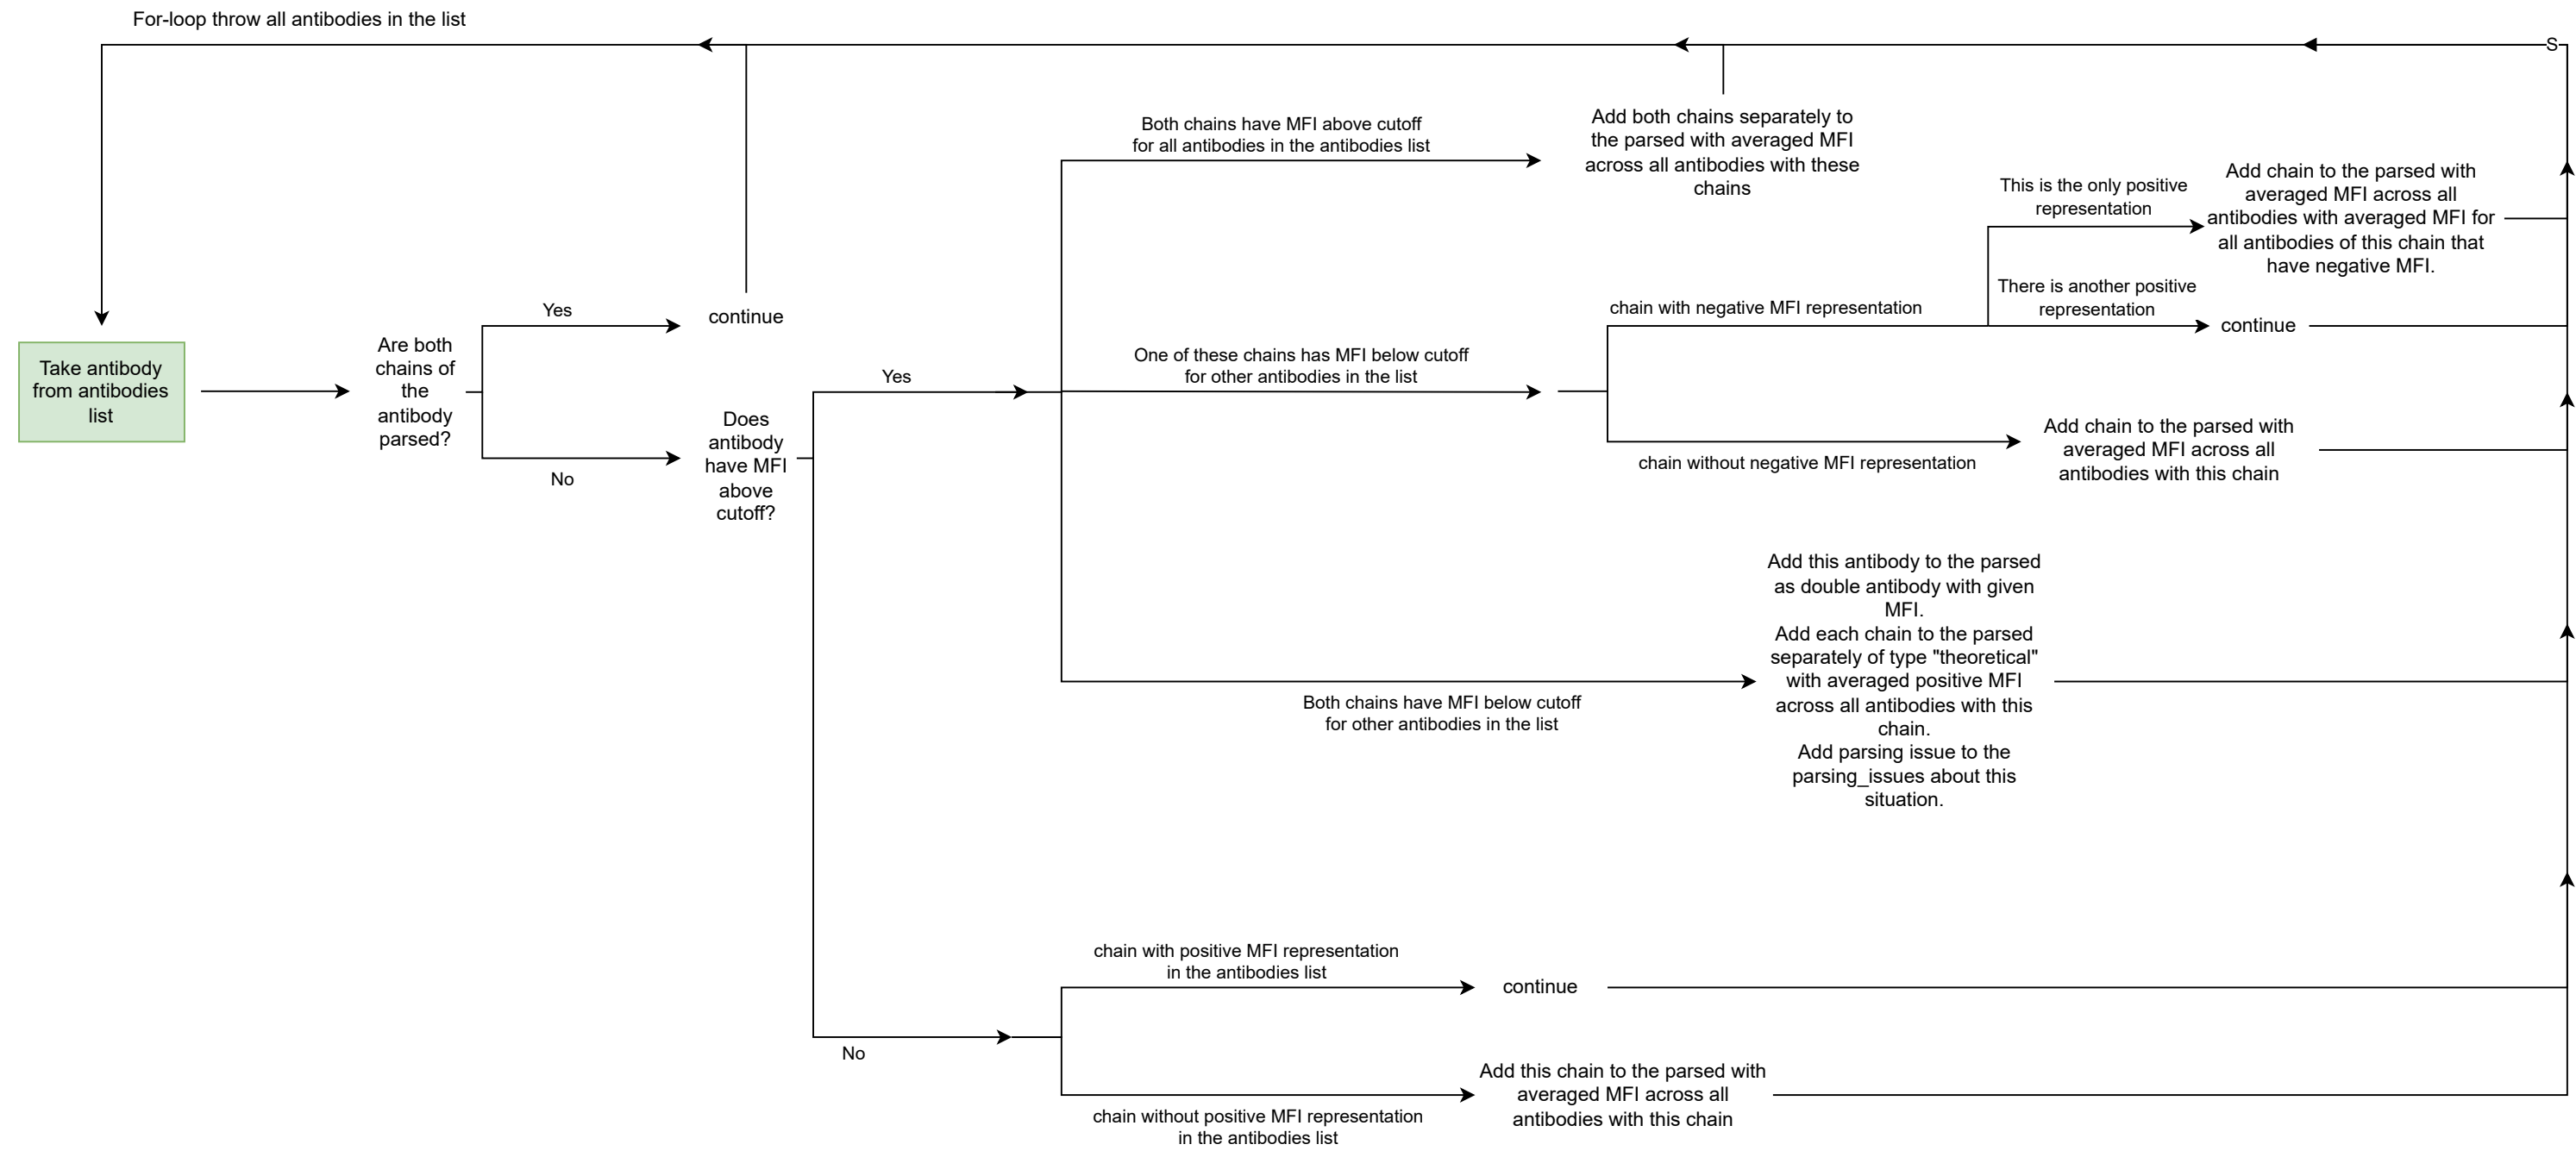 For-loop throw all antibodies in the list
S
Take antibody
from antibodies
list
Are both
chains of
the
antibody
parsed?
Yes
continue
No
Does
antibody
have MFI
above
cutoff?
Yes
Both chains have MFI above cutoff
for all antibodies in the antibodies list
Add both chains separately to
the parsed with averaged MFI
across all antibodies with these
chains
One of these chains has MFI below cutoff
for other antibodies in the list
chain with negative MFI representation
This is the only positive
representation
Add chain to the parsed with
averaged MFI across all
antibodies with averaged MFI for
all antibodies of this chain that
have negative MFI.
There is another positive
representation
continue
chain without negative MFI representation
Add chain to the parsed with
averaged MFI across all
antibodies with this chain
Both chains have MFI below cutoff
for other antibodies in the list
Add this antibody to the parsed
as double antibody with given
MFI.
Add each chain to the parsed
separately of type "theoretical"
with averaged positive MFI
across all antibodies with this
chain.
Add parsing issue to the
parsing_issues about this
situation.
No
chain with positive MFI representation
in the antibodies list
continue
chain without positive MFI representation
in the antibodies list
Add this chain to the parsed with
averaged MFI across all
antibodies with this chain